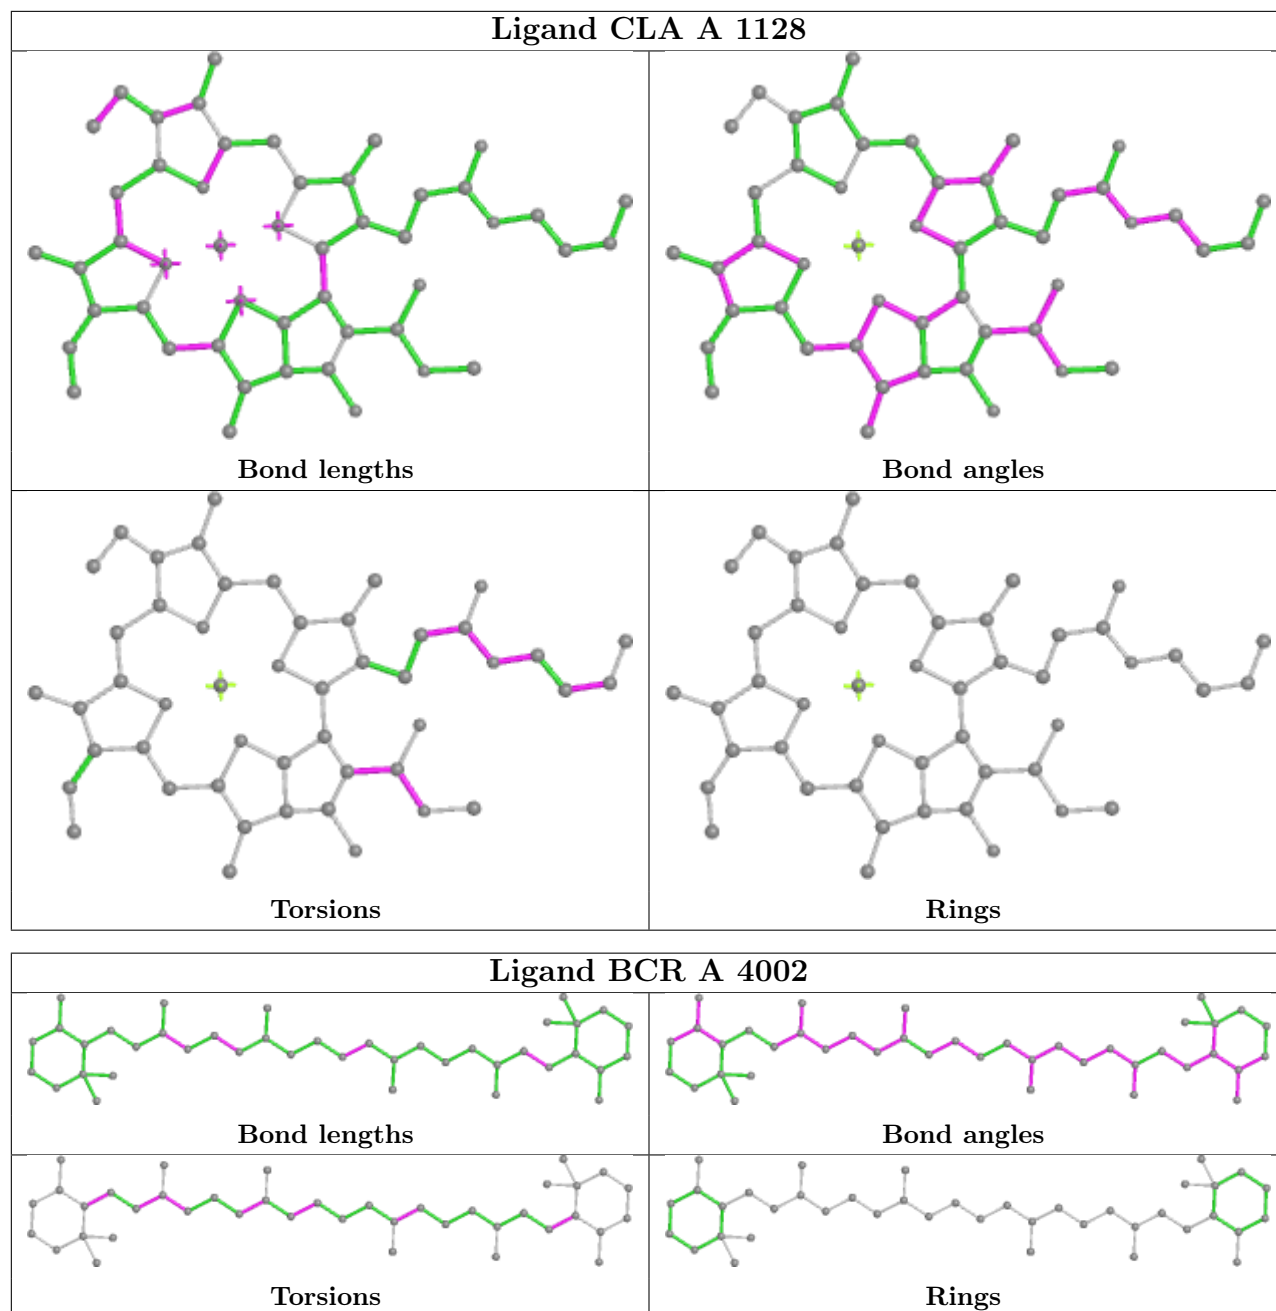 Ligand CLA A 1128
Bond lengths
Bond angles
Torsions
Rings
Ligand BCR A 4002
Bond lengths
Bond angles
Torsions
Rings